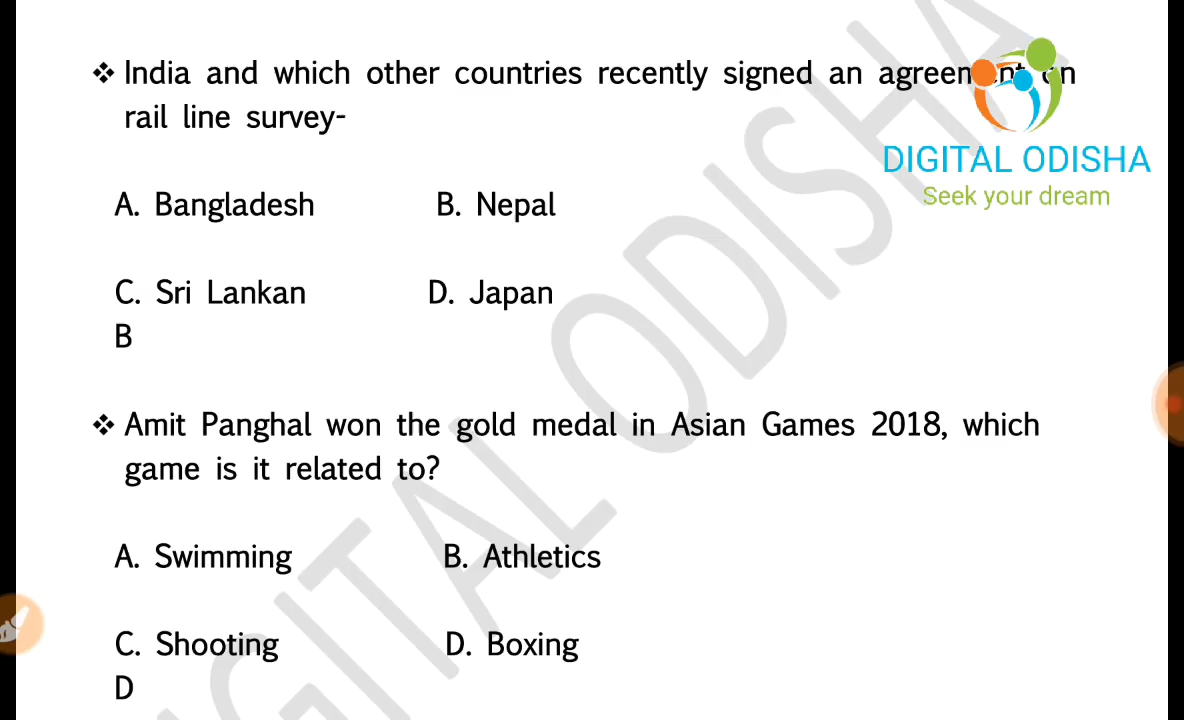 ❖ India and which other countries recently signed an agreement on
rail line survey-
DIGITAL ODISHA
Seek your dream
A. Bangladesh B. Nepal
C. Sri Lankan D. Japan
B
❖ Amit Panghal won the gold medal in Asian Games 2018, which
game is it related to?
A. Swimming B. Athletics
C. Shooting D. Boxing
D
DIGITAL ODISHA